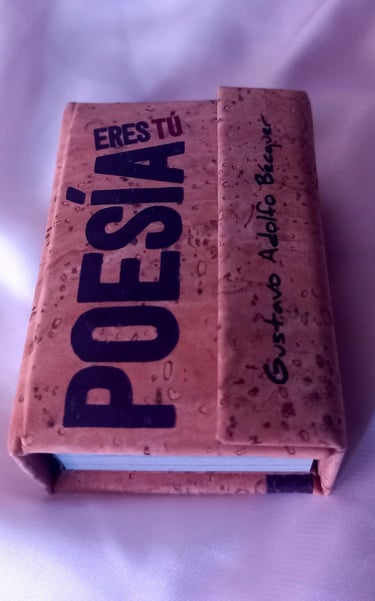 POESÍA
ERES TÚ
Gustavo Adolfo Bécquer